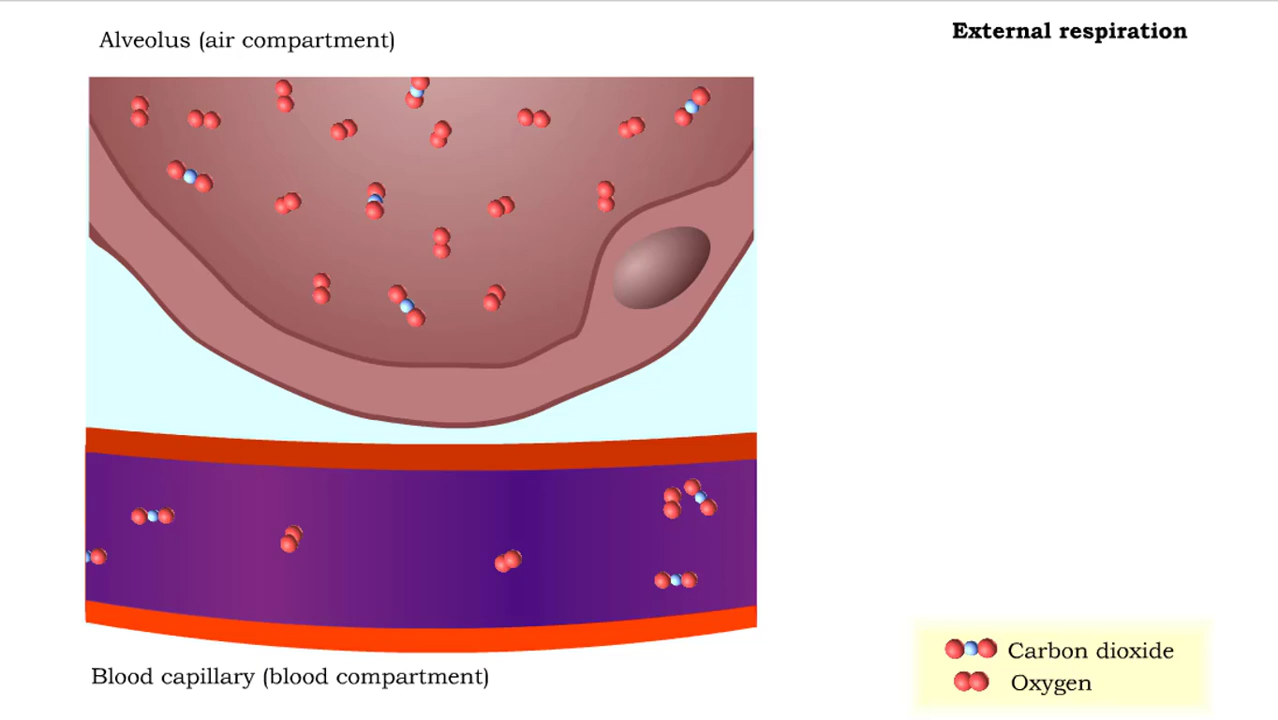 Alveolus (air compartment)
External respiration
Blood capillary (blood compartment)
Carbon dioxide
Oxygen